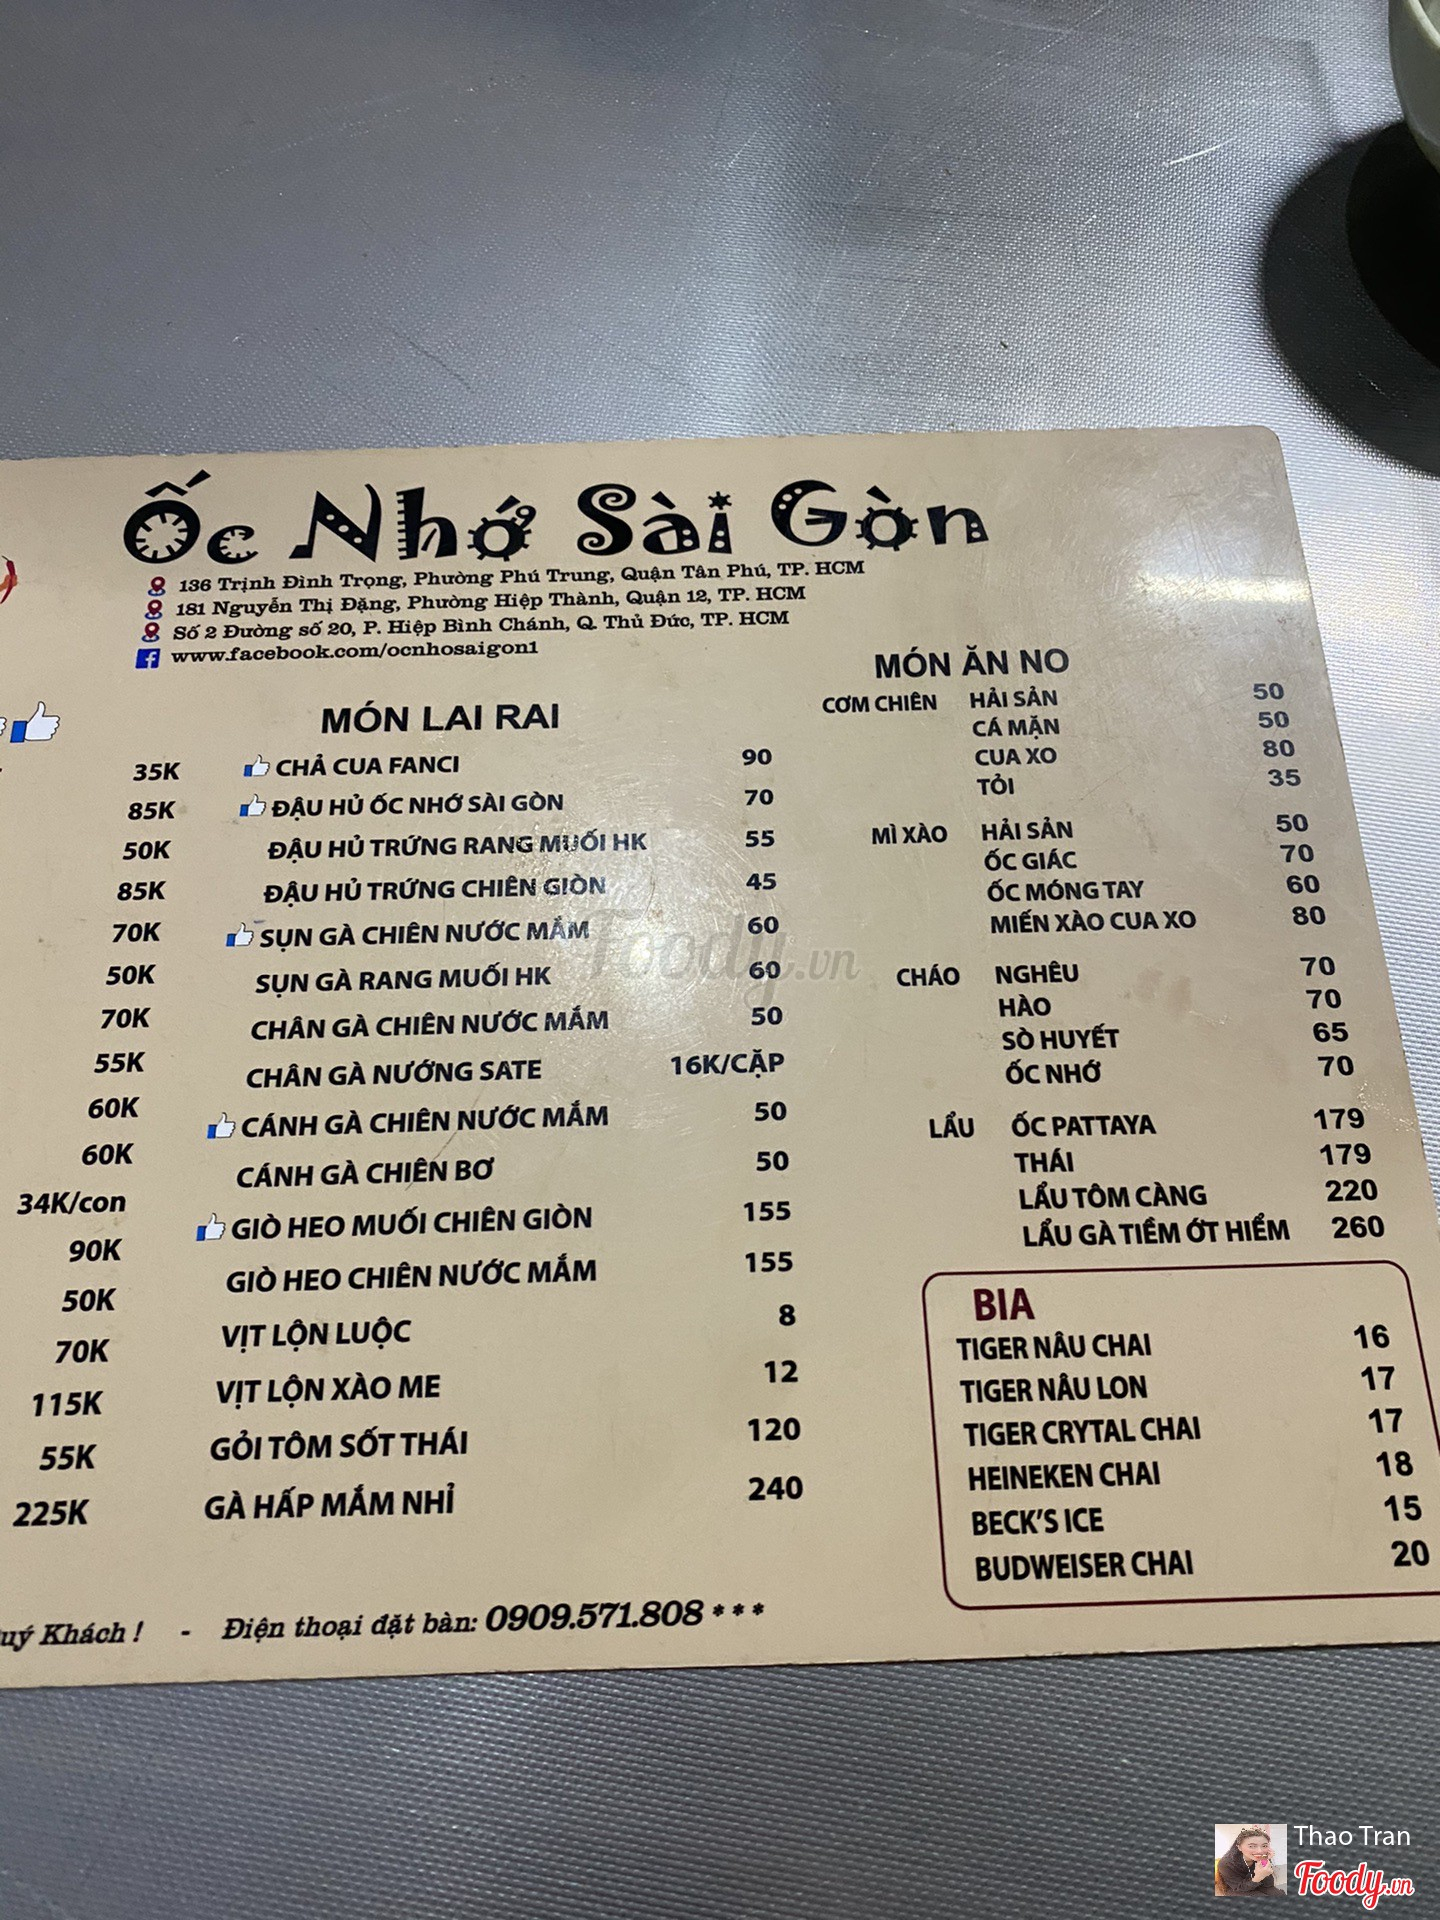 Ốc Nhớ Sài Gòn
136 Trịnh Đình Trọng, Phường Phú Trung, Quận Tân Phú, TP. HCM
181 Nguyễn Thị Đặng, Phường Hiệp Thành, Quận 12, TP. HCM
Số 2 Đường số 20, P. Hiệp Bình Chánh, Q. Thủ Đức, TP. HCM
www.facebook.com/ocnhosaigon1
35K
85K
50K
85K
70K
50K
70K
55K
60K
60K
34K/con
90K
50K
70K
115K
55K
225K
MÓN LAI RAI
CHẢ CUA FANCI 90
ĐẬU HỦ ỐC NHỚ SÀI GÒN 70
ĐẬU HỦ TRỨNG RANG MUỐI HK 55
ĐẬU HỦ TRỨNG CHIÊN GIÒN 45
SỤN GÀ CHIÊN NƯỚC MẮM 60
SỤN GÀ RANG MUỐI HK 60
CHÂN GÀ CHIÊN NƯỚC MẮM 50
CHÂN GÀ NƯỚNG SATE 16K/CẶP
CÁNH GÀ CHIÊN NƯỚC MẮM 50
CÁNH GÀ CHIÊN BƠ 50
GIÒ HEO MUỐI CHIÊN GIÒN 155
GIÒ HEO CHIÊN NƯỚC MẮM 155
VỊT LỘN LUỘC 8
VỊT LỘN XÀO ME 12
GỎI TÔM SỐT THÁI 120
GÀ HẤP MẮM NHỈ 240
MÓN ĂN NO
CƠM CHIÊN HẢI SẢN 50
CÁ MẶN 50
CUA XO 80
TỎI 35
MÌ XÀO HẢI SẢN 50
ỐC GIÁC 70
ỐC MÓNG TAY 60
MIẾN XÀO CUA XO 80
CHÁO NGHÊU 70
HÀO 70
SÒ HUYẾT 65
ỐC NHỚ 70
LẨU ỐC PATTAYA 179
THÁI 179
LẨU TÔM CÀNG 220
LẨU GÀ TIỀM ỚT HIỂM 260
BIA
TIGER NÂU CHAI 16
TIGER NÂU LON 17
TIGER CRYTAL CHAI 17
HEINEKEN CHAI 18
BECK'S ICE 15
BUDWEISER CHAI 20
Khách ! - Điện thoại đặt bàn: 0909.571.808 ***
Foody.vn
Thao Tran
Foody.vn